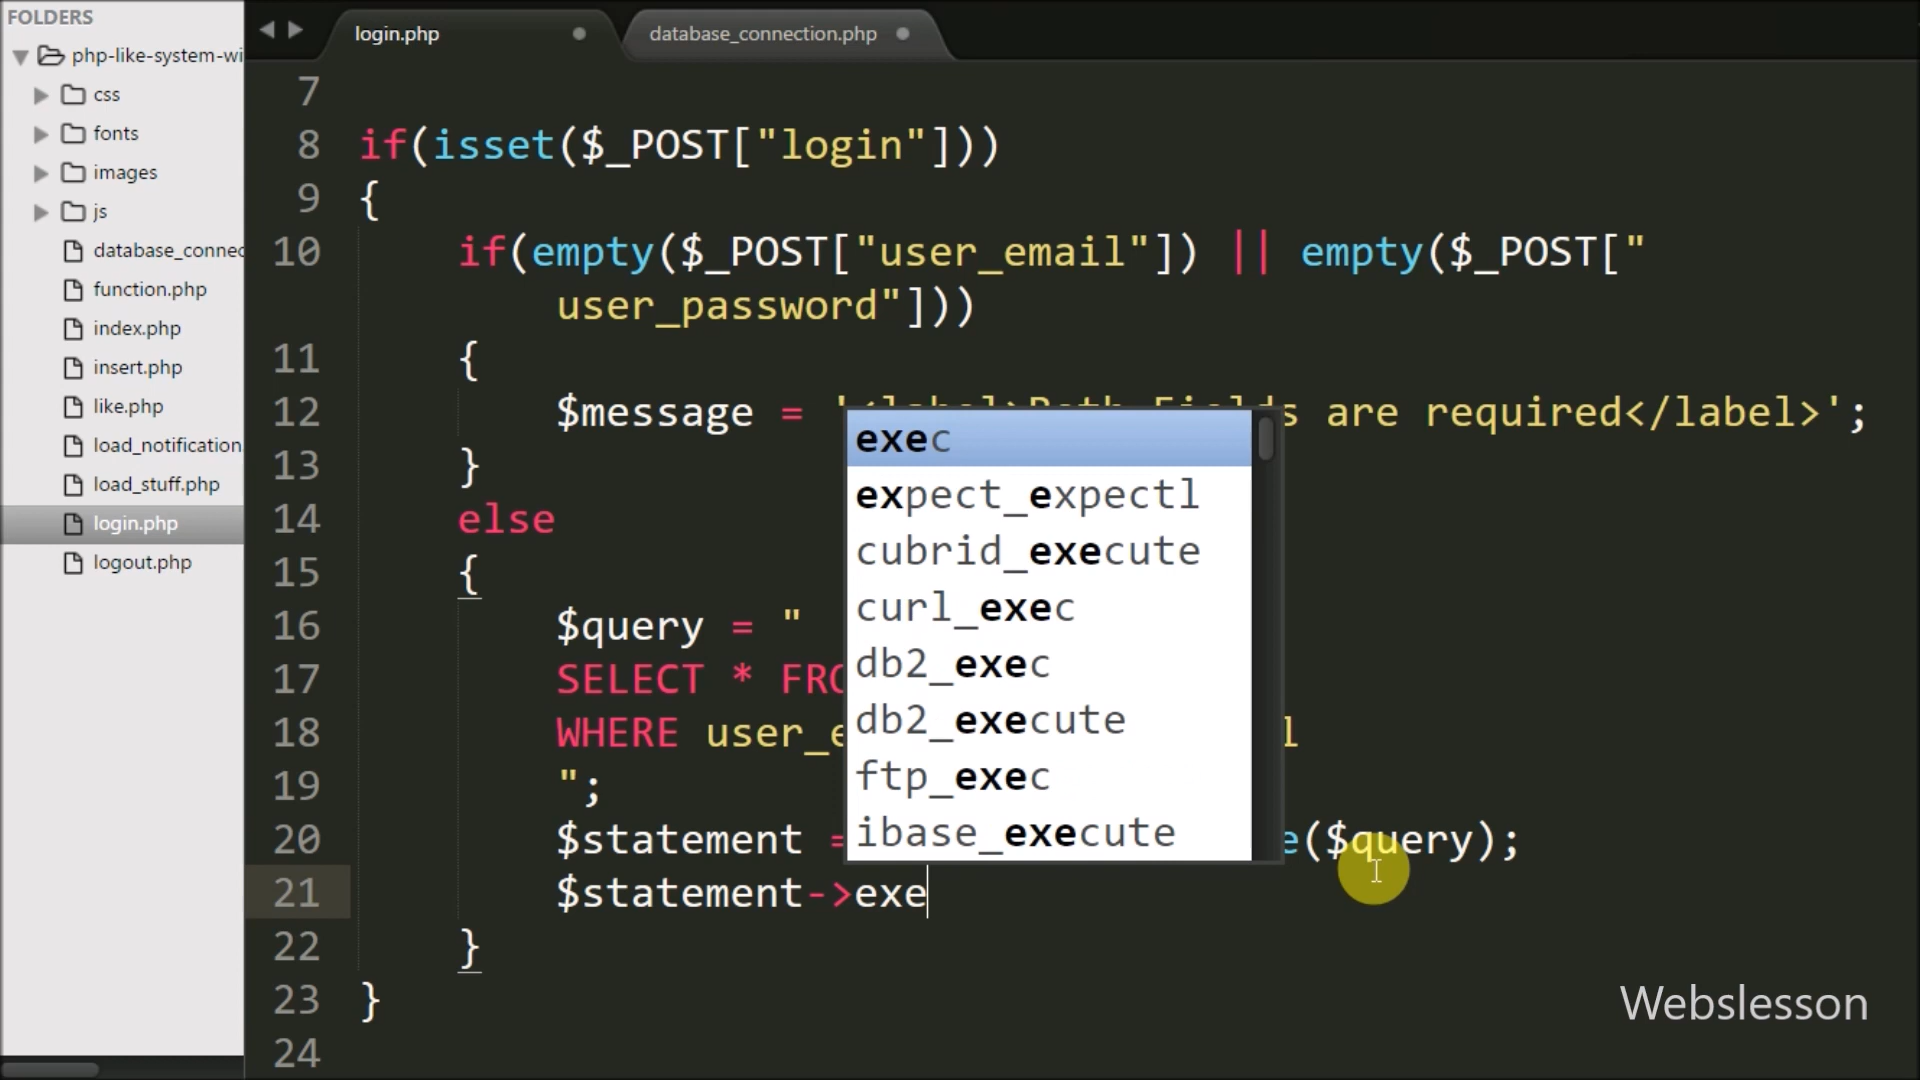 FOLDERS
php-like-system-wi
css
fonts
images
js
database_connec
function.php
index.php
insert.php
like.php
load_notification
load_stuff.php
login.php
logout.php
login.php
database_connection.php
7
8 if(isset($_POST["login"]))
9 {
10 if(empty($_POST["user_email"]) || empty($_POST["
user_password"]))
11 {
12 $message = '<label>Both Fields are required</label>';
13 }
14 else
15 {
16 $query = "
17 SELECT * FRO
18 WHERE user_e l
19 ";
20 $statement = e($query);
21 $statement->exe
22 }
23 }
24
exec
expect_expectl
cubrid_execute
curl_exec
db2_exec
db2_execute
ftp_exec
ibase_execute
Webslesson